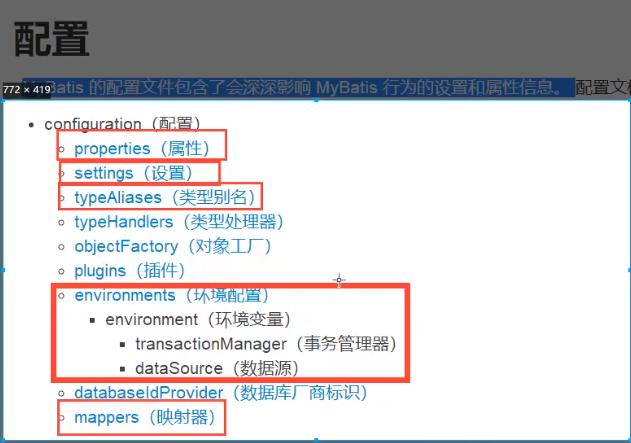 配置
MyBatis 的配置文件包含了会深深影响 MyBatis 行为的设置和属性信息。 配置文档
772 × 419
configuration（配置）
properties（属性）
settings（设置）
typeAliases（类型别名）
typeHandlers（类型处理器）
objectFactory（对象工厂）
plugins（插件）
environments（环境配置）
environment（环境变量）
transactionManager（事务管理器）
dataSource（数据源）
databaseIdProvider（数据库厂商标识）
mappers（映射器）